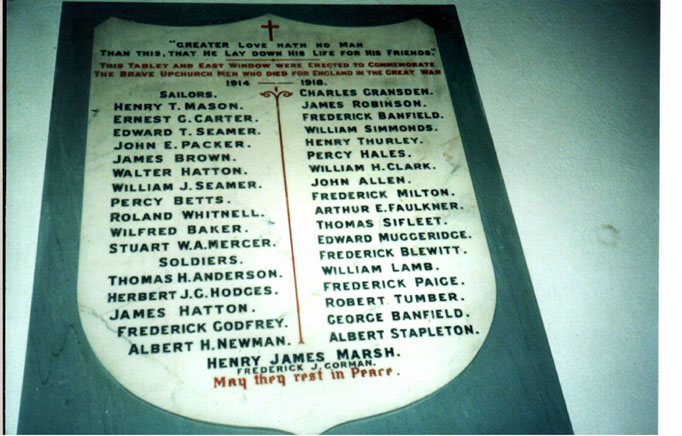 "GREATER LOVE HATH NO MAN
THAN THIS, THAT HE LAY DOWN HIS LIFE FOR HIS FRIENDS."
THIS TABLET AND EAST WINDOW WERE ERECTED TO COMMEMORATE
THE BRAVE UPCHURCH MEN WHO DIED FOR ENGLAND IN THE GREAT WAR
1914 — 1918.
SAILORS.
HENRY T. MASON.
ERNEST G. CARTER.
EDWARD T. SEAMER.
JOHN E. PACKER.
JAMES BROWN.
WALTER HATTON.
WILLIAM J. SEAMER.
PERCY BETTS.
ROLAND WHITNELL.
WILFRED BAKER.
STUART W.A. MERCER.
SOLDIERS.
THOMAS H. ANDERSON.
HERBERT J.G. HODGES.
JAMES HATTON.
FREDERICK GODFREY.
ALBERT H. NEWMAN.
CHARLES GRANSDEN.
JAMES ROBINSON.
FREDERICK BANFIELD.
WILLIAM SIMMONDS.
HENRY THURLEY.
PERCY HALES.
WILLIAM H. CLARK.
JOHN ALLEN.
FREDERICK MILTON.
ARTHUR E. FAULKNER.
THOMAS SIFLEET.
EDWARD MUGGERIDGE.
FREDERICK BLEWITT.
WILLIAM LAMB.
FREDERICK PAIGE.
ROBERT TUMBER.
GEORGE BANFIELD.
ALBERT STAPLETON.
HENRY JAMES MARSH.
FREDERICK J. GORMAN.
May they rest in Peace.